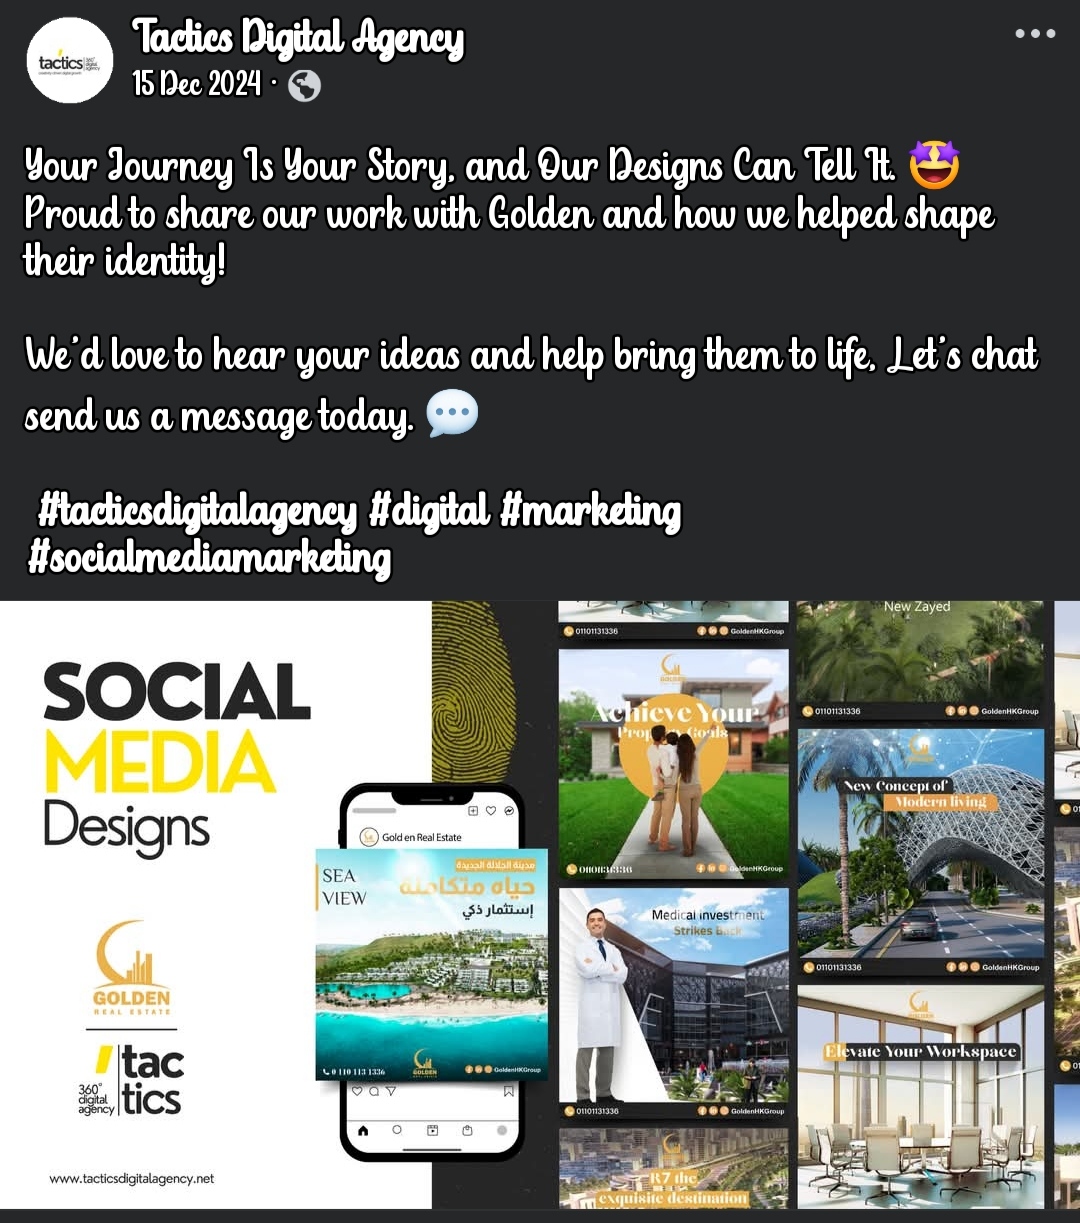 Tactics Digital Agency
15 Dec 2024 ·
Your Journey Is Your Story, and Our Designs Can Tell It. 🤩
Proud to share our work with Golden and how we helped shape
their identity!
We'd love to hear your ideas and help bring them to life, Let's chat
send us a message today. 💬
#tacticsdigitalagency #digital #marketing
#socialmediamarketing
SOCIAL
MEDIA
Designs
GOLDEN
REAL ESTATE
tac
tics
360°
digital
agency
www.tacticsdigitalagency.net
Gold en Real Estate
SEA
VIEW
مدينة الجلالة الجديدة
حياه متكاملة
إستثمار ذكي
GOLDEN
0 110 113 1336
GoldenHKGroup
01101131336
GoldenHKGroup
GOLDEN
Achieve Your
Property Goals
GoldenHKGroup
Medical investment
Strikes Back
01101131336
GoldenHKGroup
R7 the
exquisite destination
New Zayed
01101131336
GoldenHKGroup
New Concept of
Modern living
01101131336
GoldenHKGroup
GOLDEN
Elevate Your Workspace